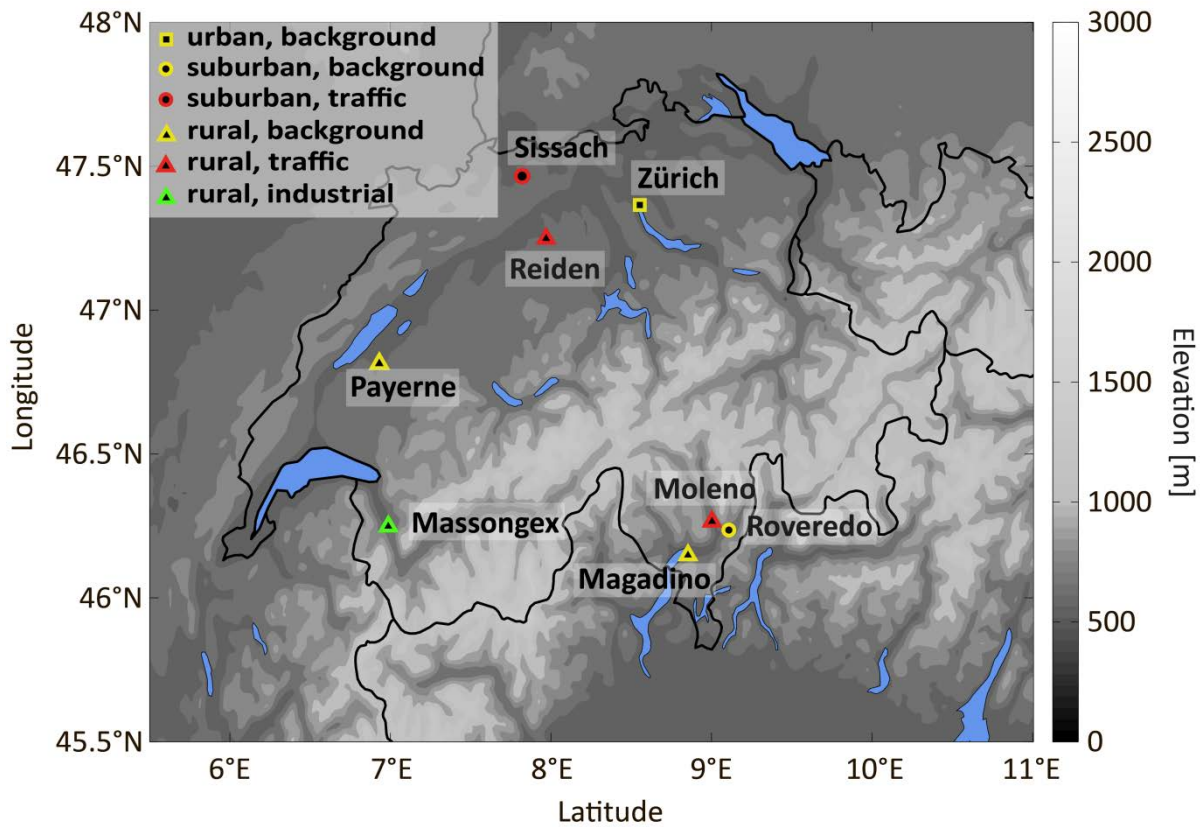 48°N
47.5°N
47°N
46.5°N
46°N
45.5°N
Longitude
urban, background
suburban, background
suburban, traffic
rural, background
rural, traffic
rural, industrial
Sissach
Zürich
Reiden
Payerne
Moleno
Massongex
Roveredo
Magadino
6°E
7°E
8°E
9°E
10°E
11°E
Latitude
3000
2500
2000
1500
1000
500
0
Elevation [m]